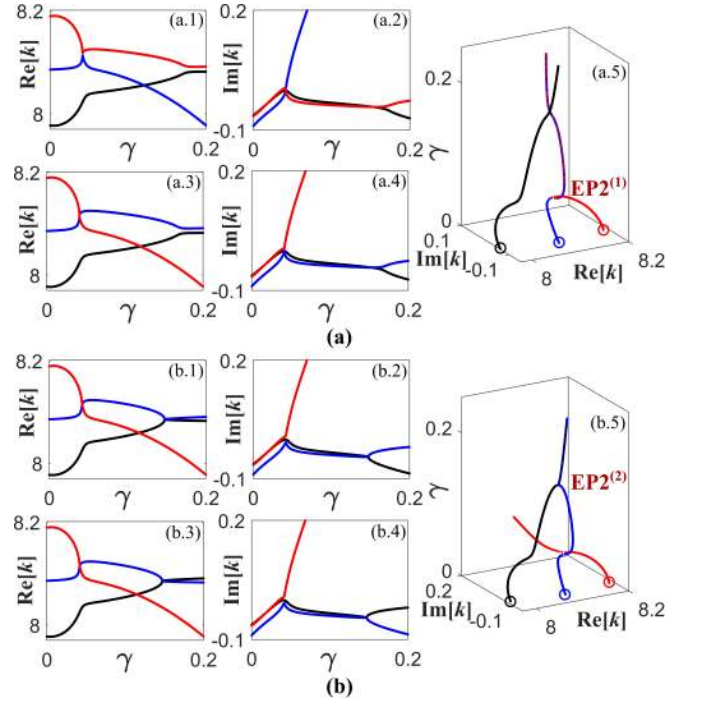 8.2
Re[k]
8
0
γ
0.2
(a.1)
0.2
Im[k]
-0.1
0
γ
0.2
(a.2)
8.2
Re[k]
8
0
γ
0.2
(a.3)
0.2
Im[k]
-0.1
0
γ
0.2
(a.4)
0.2
γ
0
0.1
Im[k]
-0.1
8
Re[k]
8.2
(a.5)
EP2(1)
(a)
8.2
Re[k]
8
0
γ
0.2
(b.1)
0.2
Im[k]
-0.1
0
γ
0.2
(b.2)
8.2
Re[k]
8
0
γ
0.2
(b.3)
0.2
Im[k]
-0.1
0
γ
0.2
(b.4)
0.2
γ
0
0.2
Im[k]
-0.1
8
Re[k]
8.2
(b.5)
EP2(2)
(b)